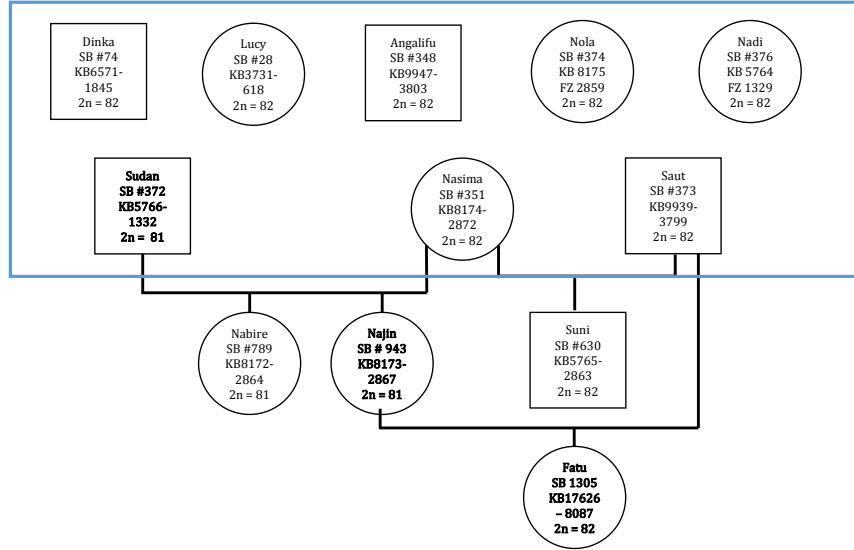 Dinka
SB #74
KB6571-
1845
2n = 82
Lucy
SB #28
KB3731-
618
2n = 82
Angalifu
SB #348
KB9947-
3803
2n = 82
Nola
SB #374
KB 8175
FZ 2859
2n = 82
Nadi
SB #376
KB 5764
FZ 1329
2n = 82
Sudan
SB #372
KB5766-
1332
2n = 81
Nasima
SB #351
KB8174-
2872
2n = 82
Saut
SB #373
KB9939-
3799
2n = 82
Nabire
SB #789
KB8172-
2864
2n = 81
Najin
SB # 943
KB8173-
2867
2n = 81
Suni
SB #630
KB5765-
2863
2n = 82
Fatu
SB 1305
KB17626
– 8087
2n = 82